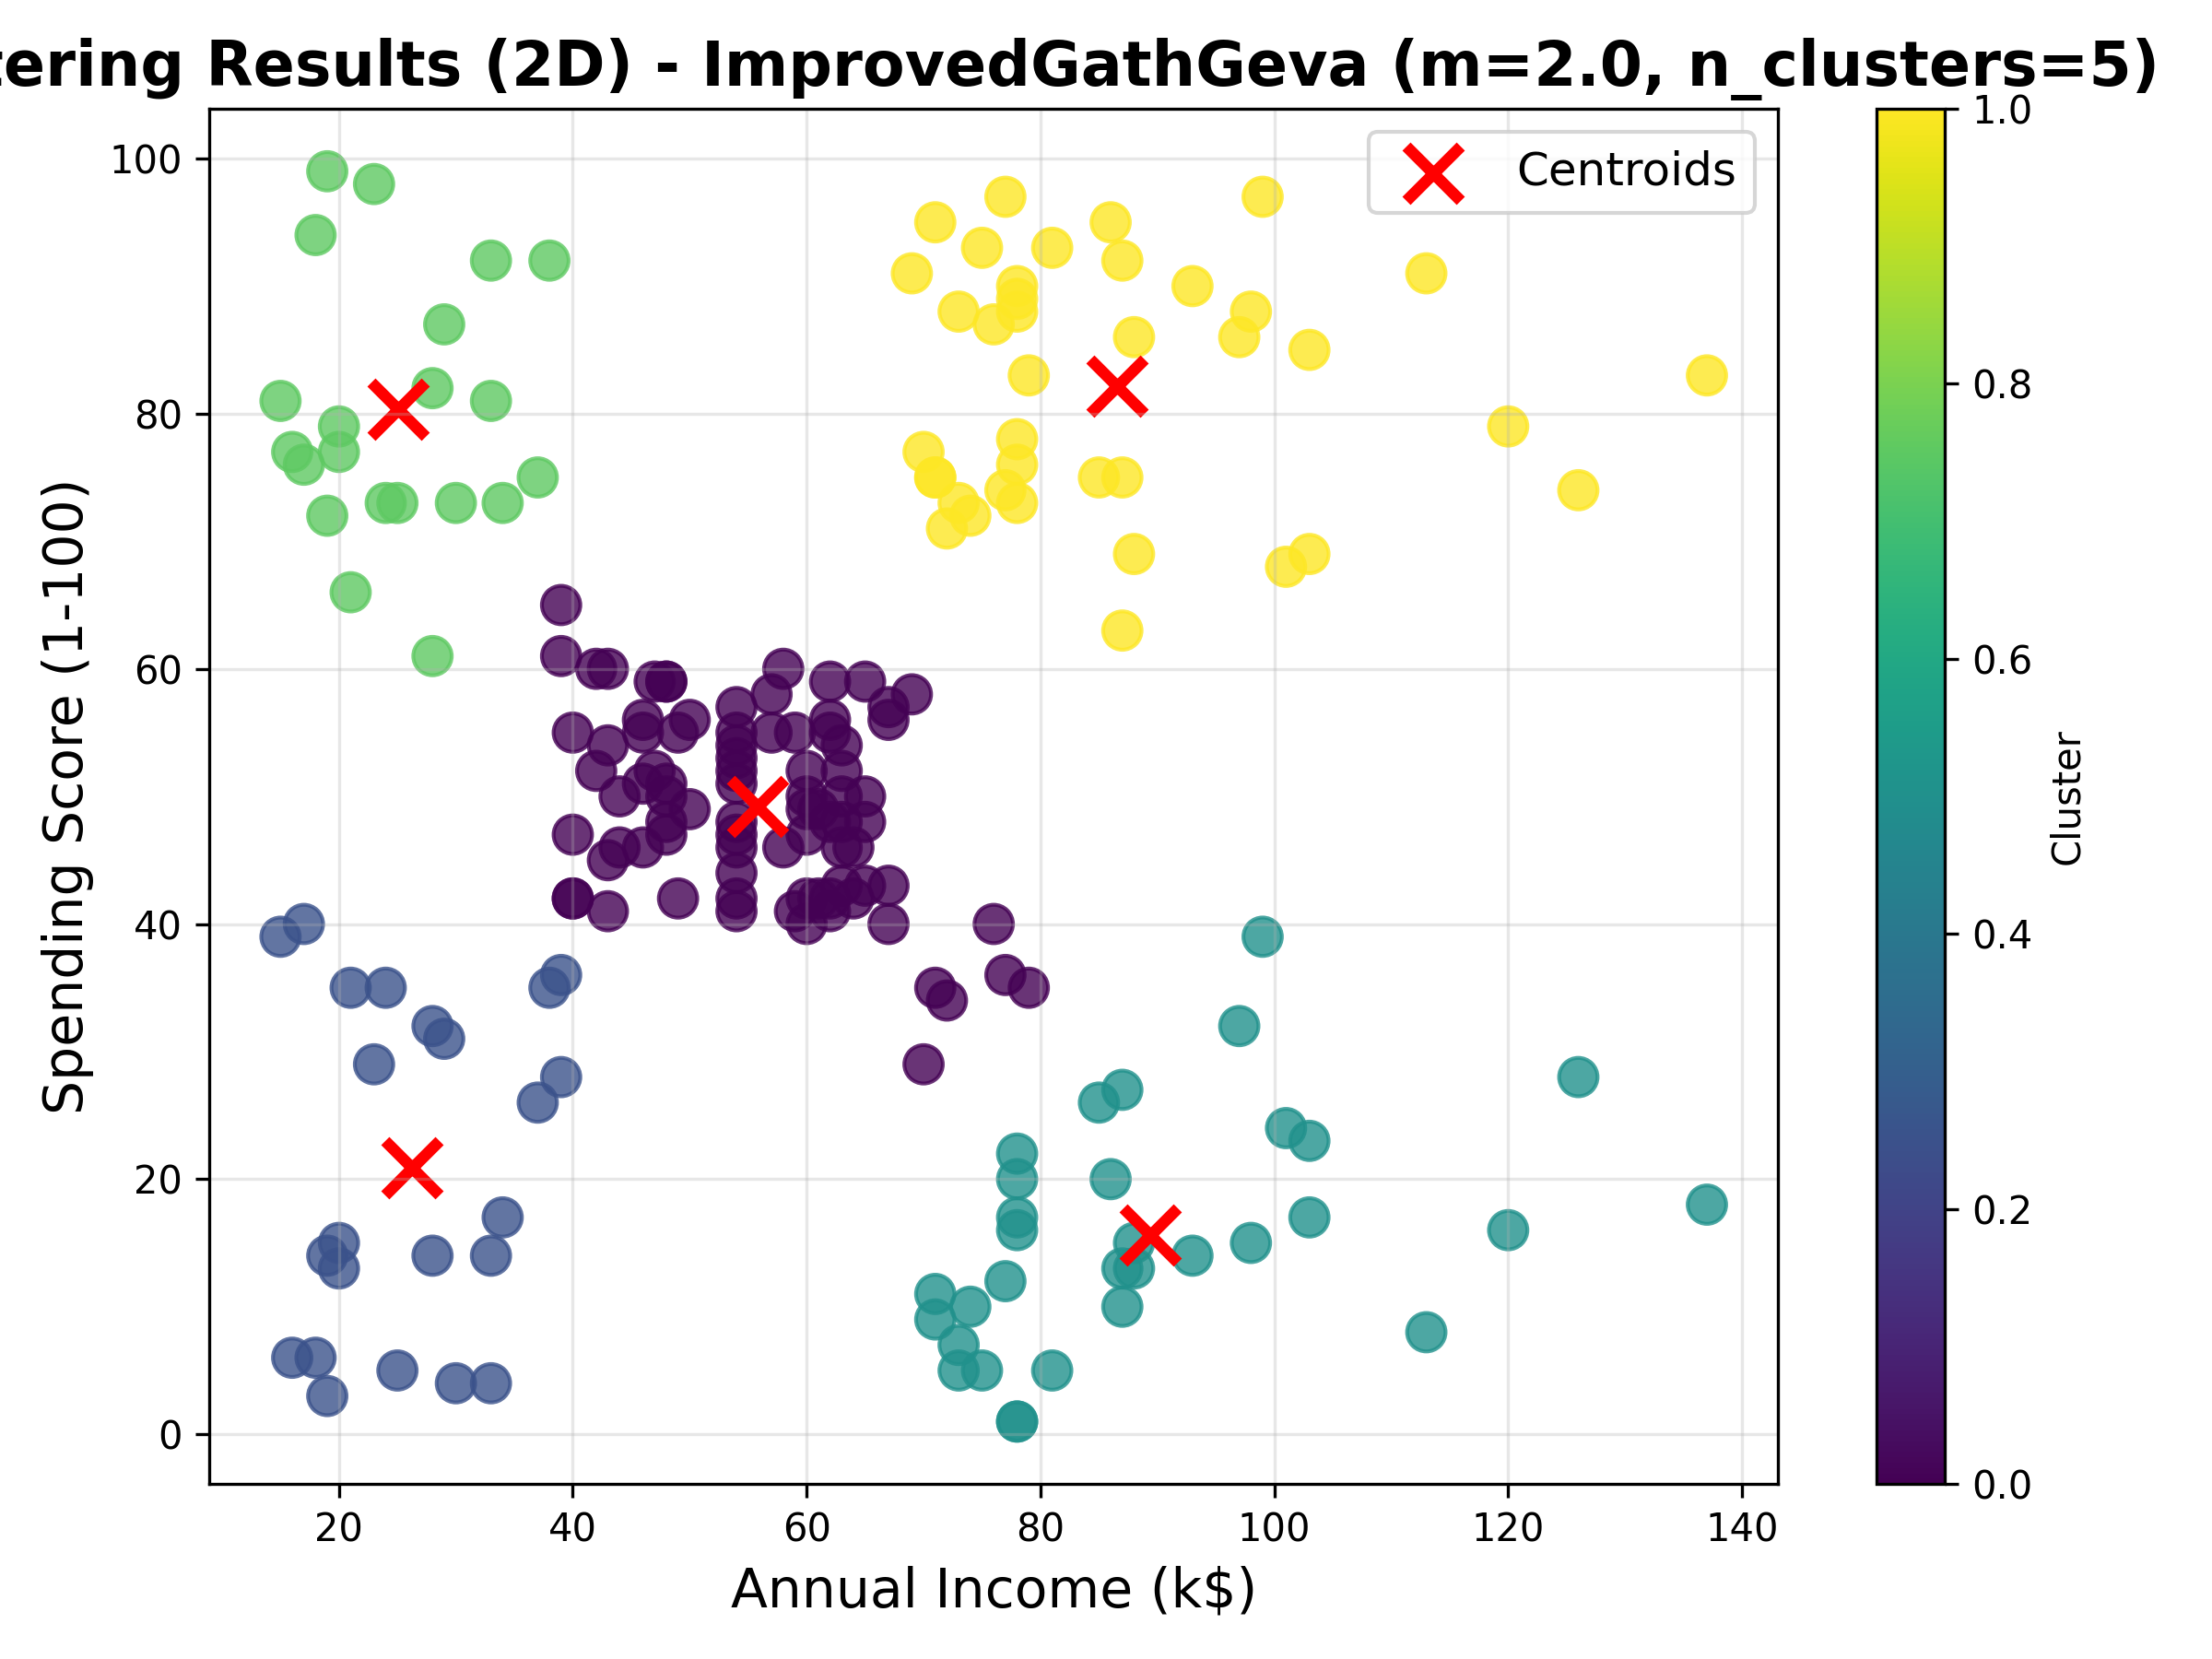 tering Results (2D) - ImprovedGathGeva (m=2.0, n_clusters=5)
Centroids
Spending Score (1-100)
100
80
60
40
20
0
20 40 60 80 100 120 140
Annual Income (k$)
1.0
0.8
0.6
0.4
0.2
0.0
Cluster